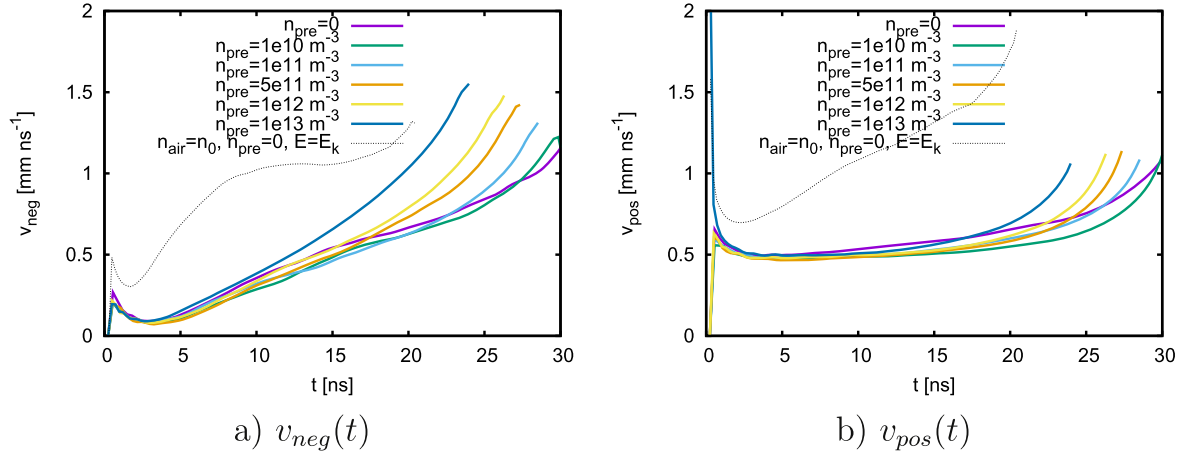 n_pre=0
n_pre=1e10 m^-3
n_pre=1e11 m^-3
n_pre=5e11 m^-3
n_pre=1e12 m^-3
n_pre=1e13 m^-3
n_air=n_0, n_pre=0, E=E_k
v_neg [mm ns^-1]
2
1.5
1
0.5
0
0 5 10 15 20 25 30
t [ns]
a) v_neg(t)
n_pre=0
n_pre=1e10 m^-3
n_pre=1e11 m^-3
n_pre=5e11 m^-3
n_pre=1e12 m^-3
n_pre=1e13 m^-3
n_air=n_0, n_pre=0, E=E_k
v_pos [mm ns^-1]
2
1.5
1
0.5
0
0 5 10 15 20 25 30
t [ns]
b) v_pos(t)